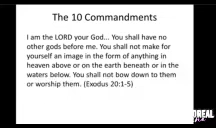 The 10 Commandments
I am the LORD your God... You shall have no
other gods before me. You shall not make for
yourself an image in the form of anything in
heaven above or on the earth beneath or in the
waters below. You shall not bow down to them
or worship them. (Exodus 20:1-5)